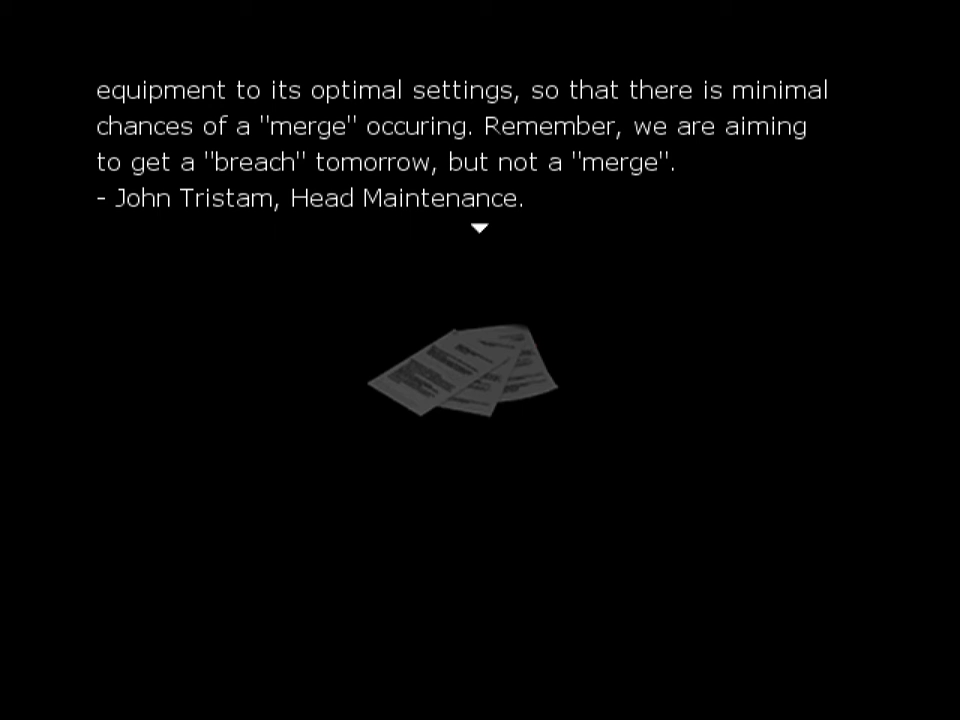 equipment to its optimal settings, so that there is minimal
chances of a "merge" occuring. Remember, we are aiming
to get a "breach" tomorrow, but not a "merge".
- John Tristam, Head Maintenance.